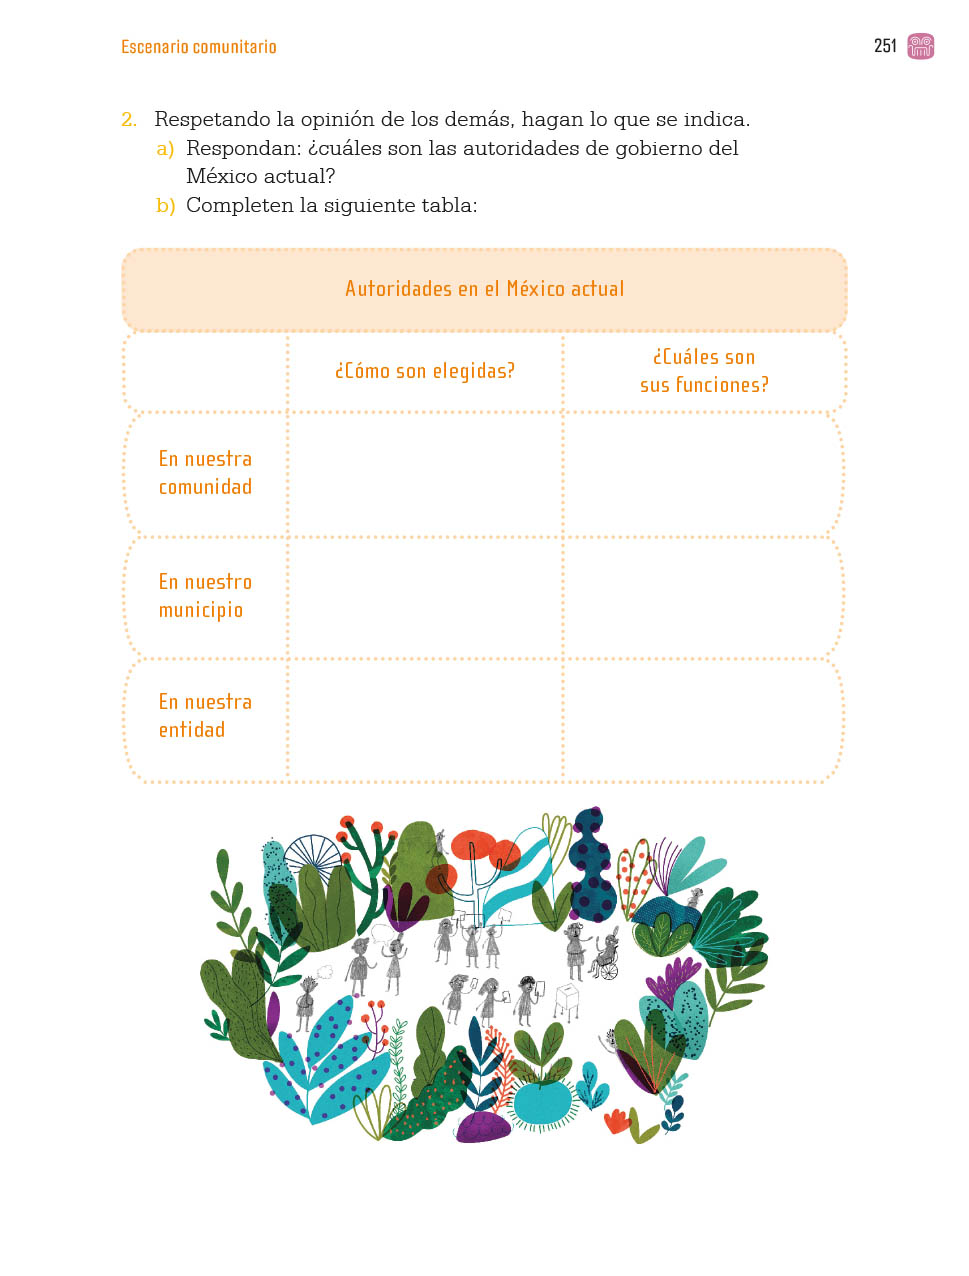 Escenario comunitario
251
2. Respetando la opinión de los demás, hagan lo que se indica.
a) Respondan: ¿cuáles son las autoridades de gobierno del
México actual?
b) Completen la siguiente tabla:
Autoridades en el México actual
¿Cómo son elegidas?
¿Cuáles son
sus funciones?
En nuestra
comunidad
En nuestro
municipio
En nuestra
entidad